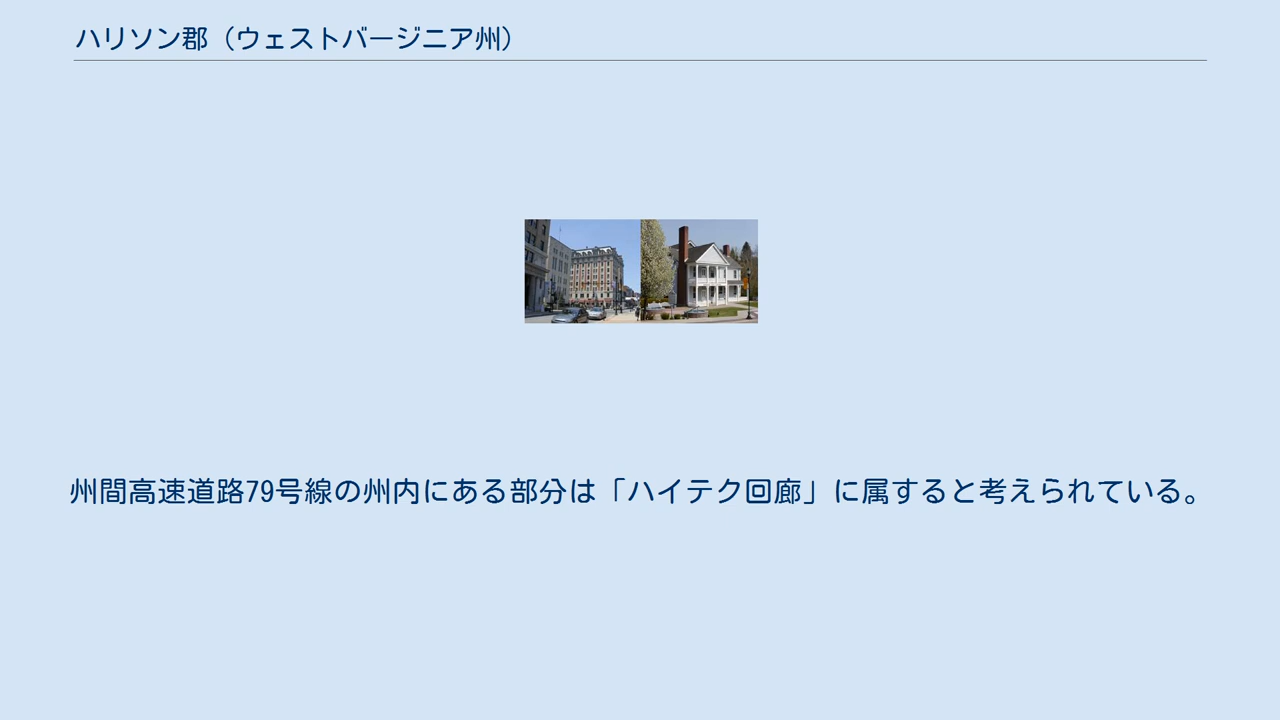 ハリソン郡（ウェストバージニア州）
州間高速道路79号線の州内にある部分は「ハイテク回廊」に属すると考えられている。